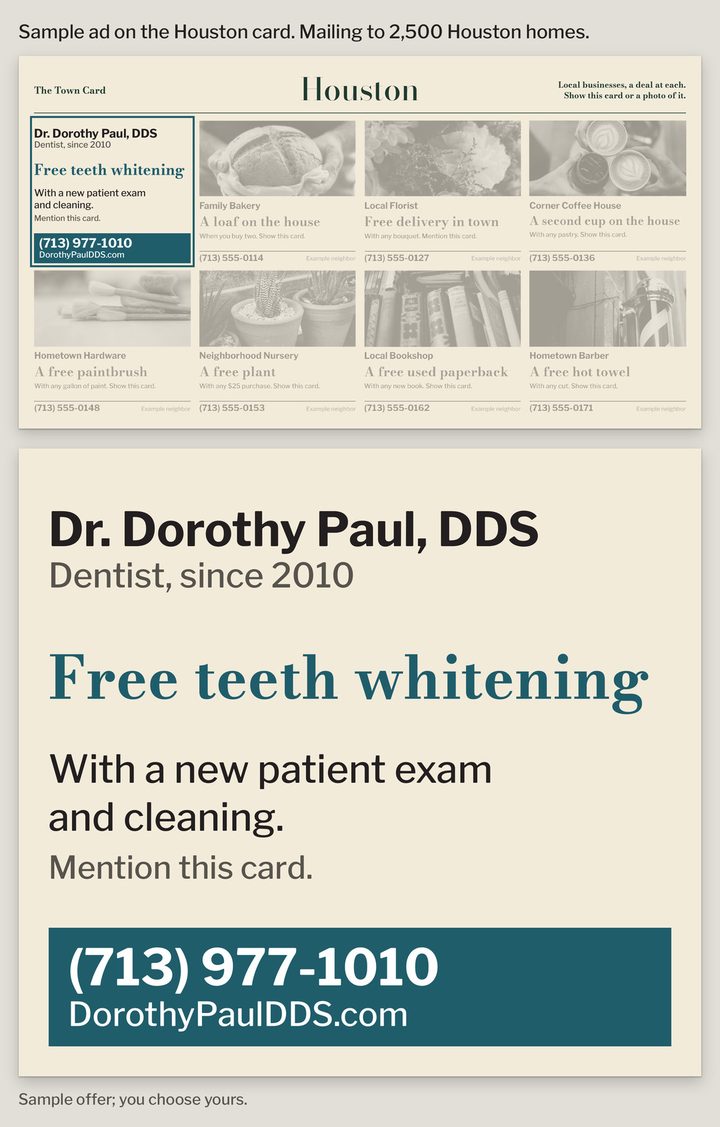 Sample ad on the Houston card. Mailing to 2,500 Houston homes.
The Town Card
Houston
Local businesses, a deal at each.
Show this card or a photo of it.
Dr. Dorothy Paul, DDS
Dentist, since 2010
Free teeth whitening
With a new patient exam
and cleaning.
Mention this card.
(713) 977-1010
DorothyPaulDDS.com
Family Bakery
A loaf on the house
When you buy two. Show this card.
(713) 555-0114
Example neighbor
Local Florist
Free delivery in town
With any bouquet. Mention this card.
(713) 555-0127
Example neighbor
Corner Coffee House
A second cup on the house
With any pastry. Show this card.
(713) 555-0136
Example neighbor
Hometown Hardware
A free paintbrush
With any gallon of paint. Show this card.
(713) 555-0148
Example neighbor
Neighborhood Nursery
A free plant
With any $25 purchase. Show this card.
(713) 555-0153
Example neighbor
Local Bookshop
A free used paperback
With any new book. Show this card.
(713) 555-0162
Example neighbor
Hometown Barber
A free hot towel
With any cut. Show this card.
(713) 555-0171
Example neighbor
Dr. Dorothy Paul, DDS
Dentist, since 2010
Free teeth whitening
With a new patient exam
and cleaning.
Mention this card.
(713) 977-1010
DorothyPaulDDS.com
Sample offer; you choose yours.